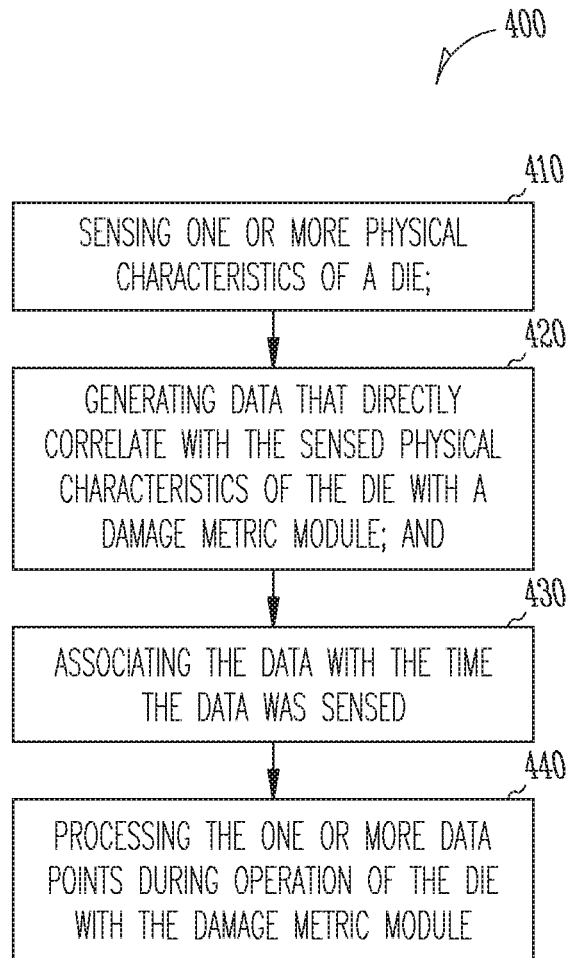 400
410
SENSING ONE OR MORE PHYSICAL
CHARACTERISTICS OF A DIE;
420
GENERATING DATA THAT DIRECTLY
CORRELATE WITH THE SENSED PHYSICAL
CHARACTERISTICS OF THE DIE WITH A
DAMAGE METRIC MODULE; AND
430
ASSOCIATING THE DATA WITH THE TIME
THE DATA WAS SENSED
440
PROCESSING THE ONE OR MORE DATA
POINTS DURING OPERATION OF THE DIE
WITH THE DAMAGE METRIC MODULE